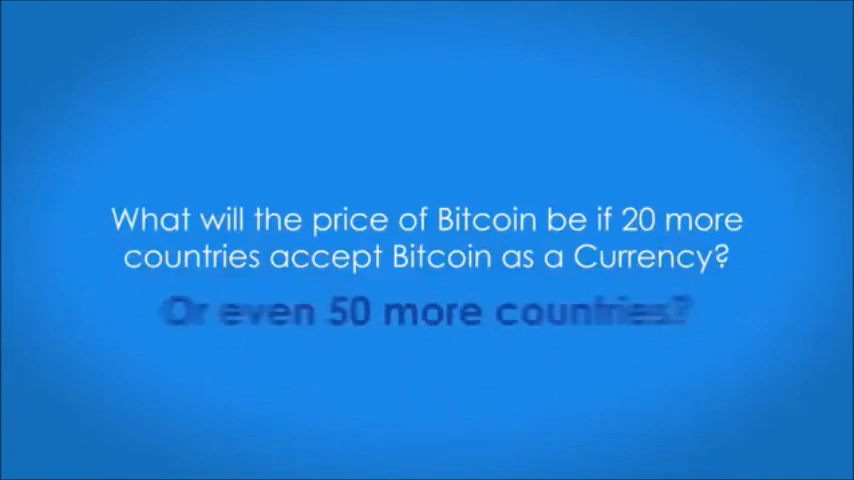 What will the price of Bitcoin be if 20 more
countries accept Bitcoin as a Currency?
Or even 50 more countries?